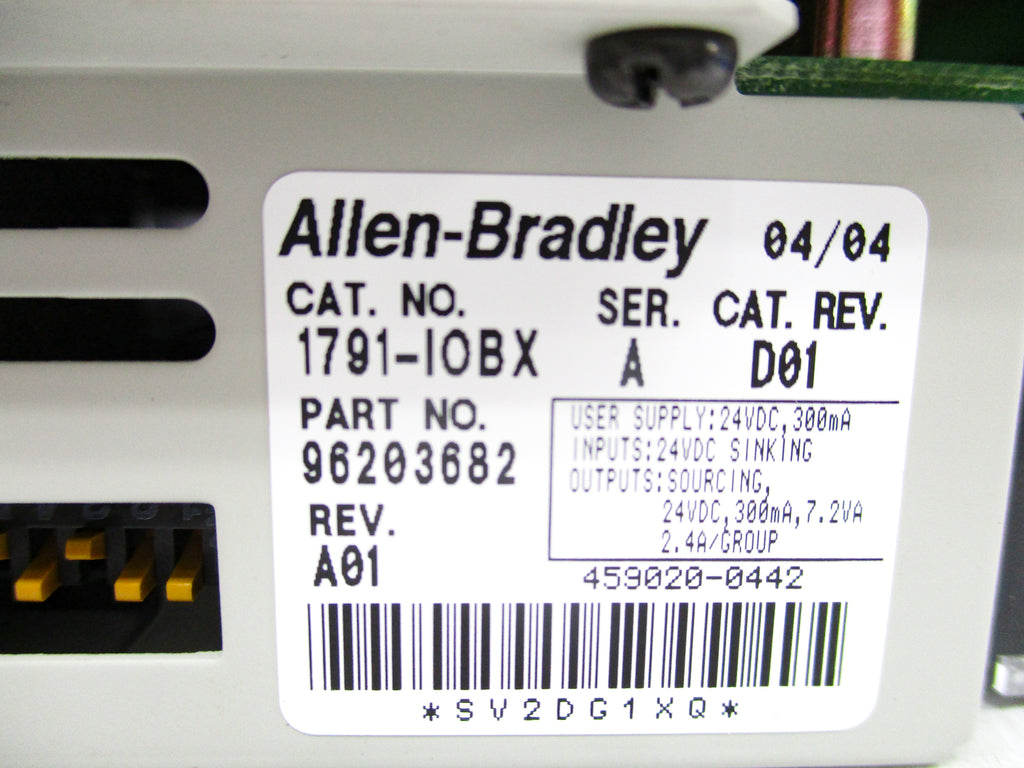 Allen-Bradley 04/04
CAT. NO. SER. CAT. REV.
1791-IOBX A D01
PART NO.
96203682
REV.
A01
USER SUPPLY:24VDC,300mA
INPUTS:24VDC SINKING
OUTPUTS:SOURCING,
24VDC,300mA,7.2VA
2.4A/GROUP
459020-0442
*SV2DG1XQ*